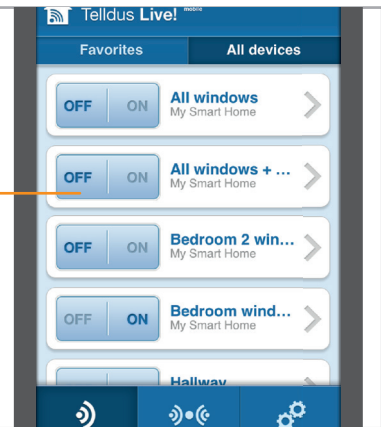 Telldus Live! mobile
Favorites All devices
OFF ON All windows
My Smart Home
OFF ON All windows + ...
My Smart Home
OFF ON Bedroom 2 win...
My Smart Home
OFF ON Bedroom wind...
My Smart Home
Hallway